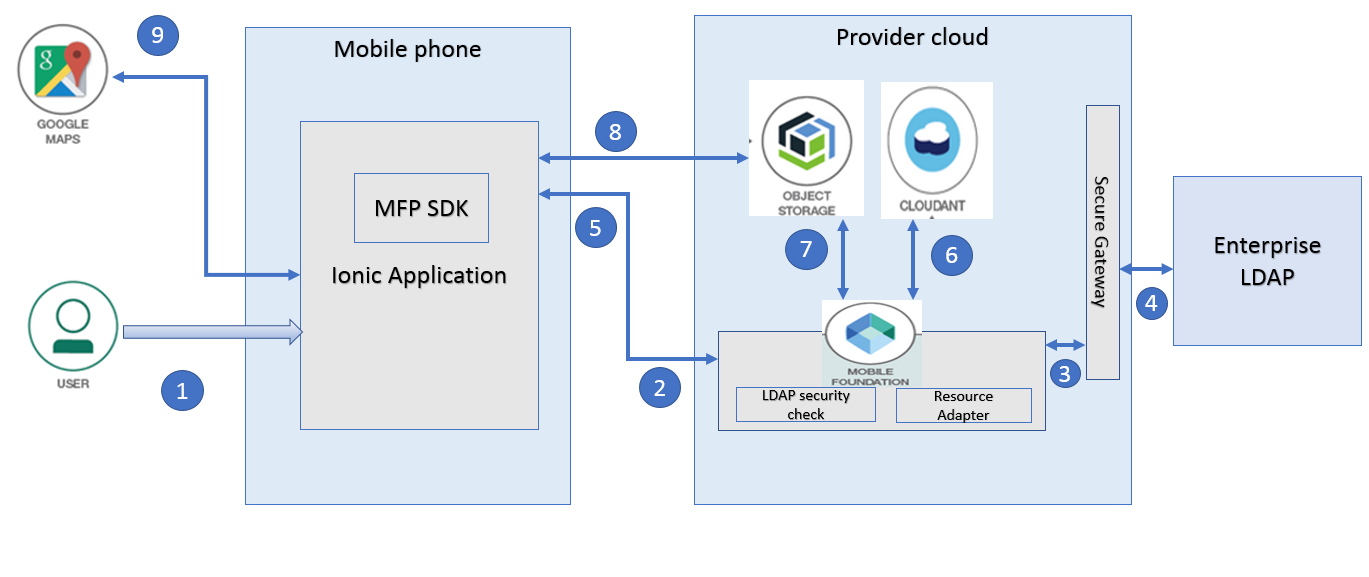 9
Mobile phone
Provider cloud
g
GOOGLE
MAPS
8
OBJECT
STORAGE
CLOUDANT
MFP SDK
Ionic Application
5
7
6
Secure Gateway
Enterprise
LDAP
4
USER
1
2
MOBILE
FOUNDATION
3
LDAP security
check
Resource
Adapter